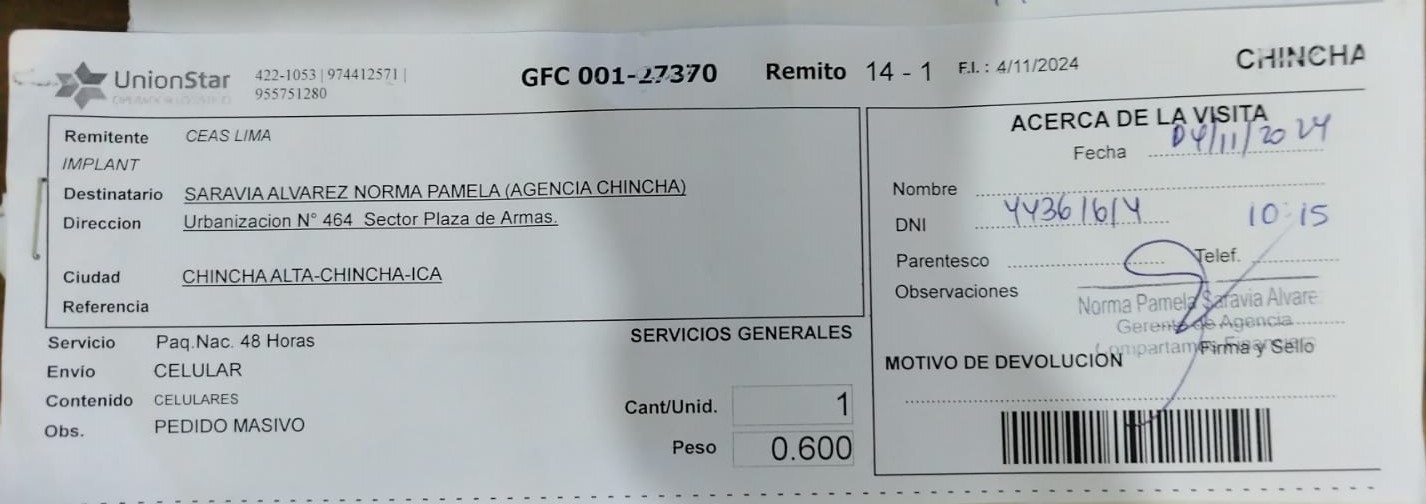 UnionStar
422-1053 | 974412571 |
955751280
GFC 001-27370 Remito 14 - 1 F.I. : 4/11/2024 CHINCHA
Remitente CEAS LIMA
IMPLANT
Destinatario SARAVIA ALVAREZ NORMA PAMELA (AGENCIA CHINCHA)
Direccion Urbanizacion N° 464 Sector Plaza de Armas.
Ciudad CHINCHA ALTA-CHINCHA-ICA
Referencia
Servicio Paq.Nac. 48 Horas
Envío CELULAR
Contenido CELULARES
Obs. PEDIDO MASIVO
SERVICIOS GENERALES
Cant/Unid. 1
Peso 0.600
ACERCA DE LA VISITA
Fecha 04/11/2024
Nombre
DNI 44361614 10:15
Parentesco Telef.
Observaciones
Norma Pamela Saravia Alvare
Gerente de Agencia
Firma y Sello
MOTIVO DE DEVOLUCION